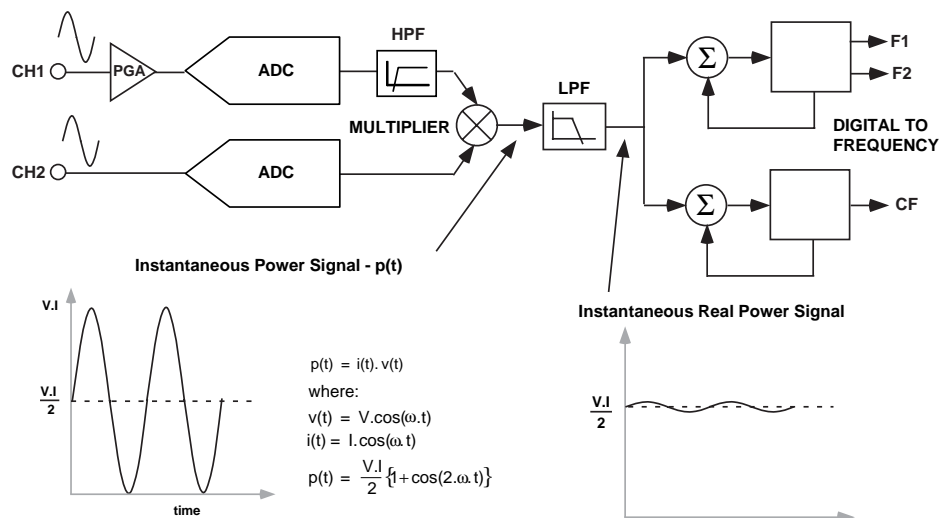 HPF
CH1
PGA
ADC
F1
F2
LPF
MULTIPLIER
Σ
DIGITAL TO
FREQUENCY
CH2
ADC
Σ
CF
Instantaneous Power Signal - p(t)
Instantaneous Real Power Signal
V.I
V.I
2
time
p(t) = i(t). v(t)
where:
v(t) = V.cos(ω.t)
i(t) = I.cos(ω.t)
p(t) = V.I/2 {1+cos(2.ω.t)}
V.I
2